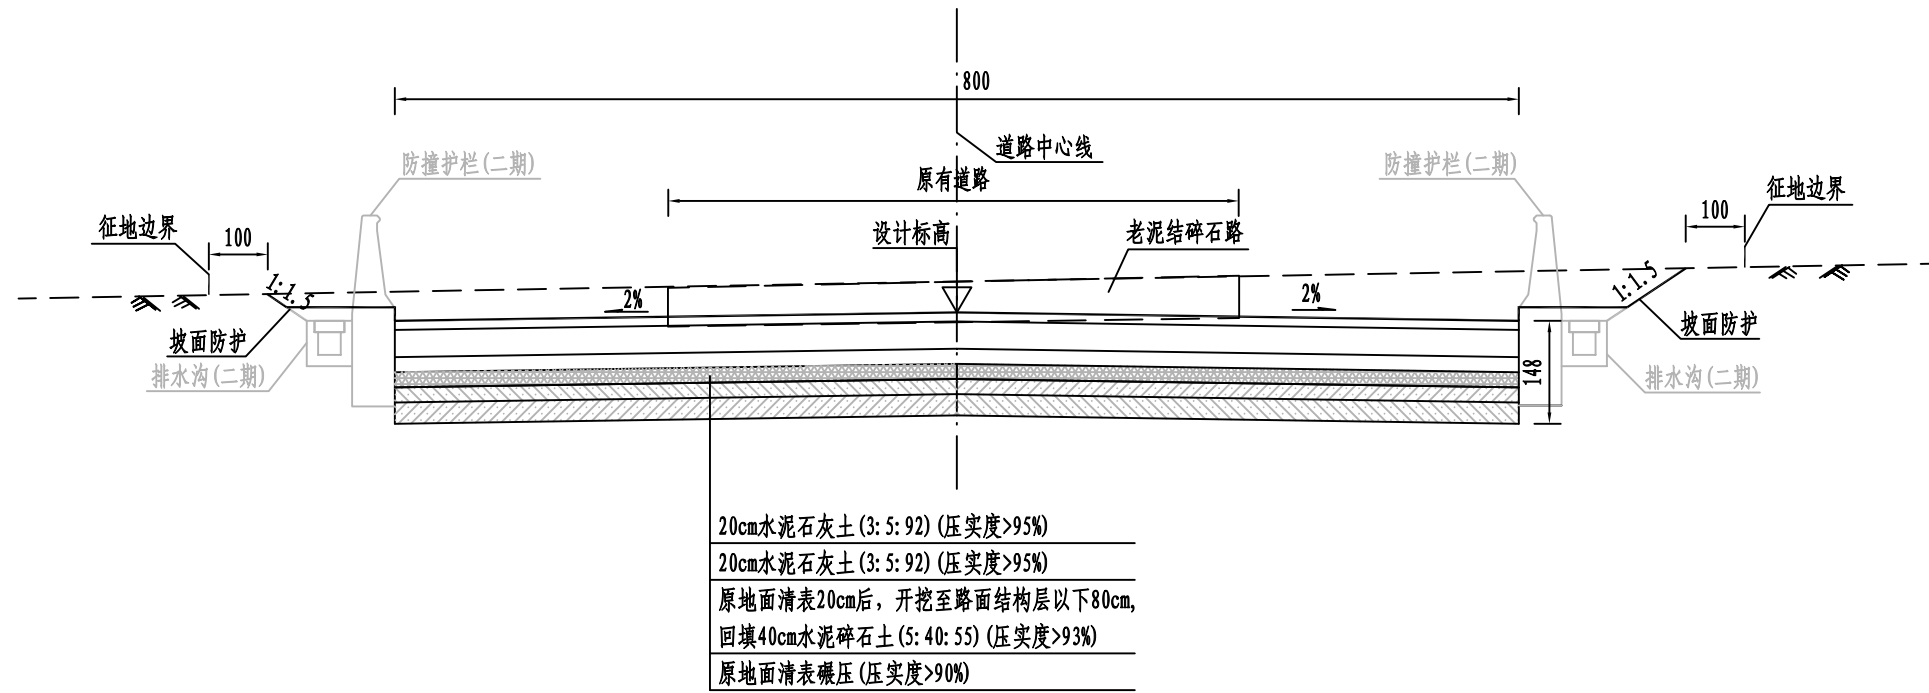 800
道路中心线
防撞护栏(二期)
防撞护栏(二期)
原有道路
征地边界
征地边界
100
100
设计标高
老泥结碎石路
1:1.5
1:1.5
2%
2%
坡面防护
坡面防护
排水沟(二期)
排水沟(二期)
148
20cm水泥石灰土(3:5:92)(压实度>95%)
20cm水泥石灰土(3:5:92)(压实度>95%)
原地面清表20cm后，开挖至路面结构层以下80cm,
回填40cm水泥碎石土(5:40:55)(压实度>93%)
原地面清表碾压(压实度>90%)